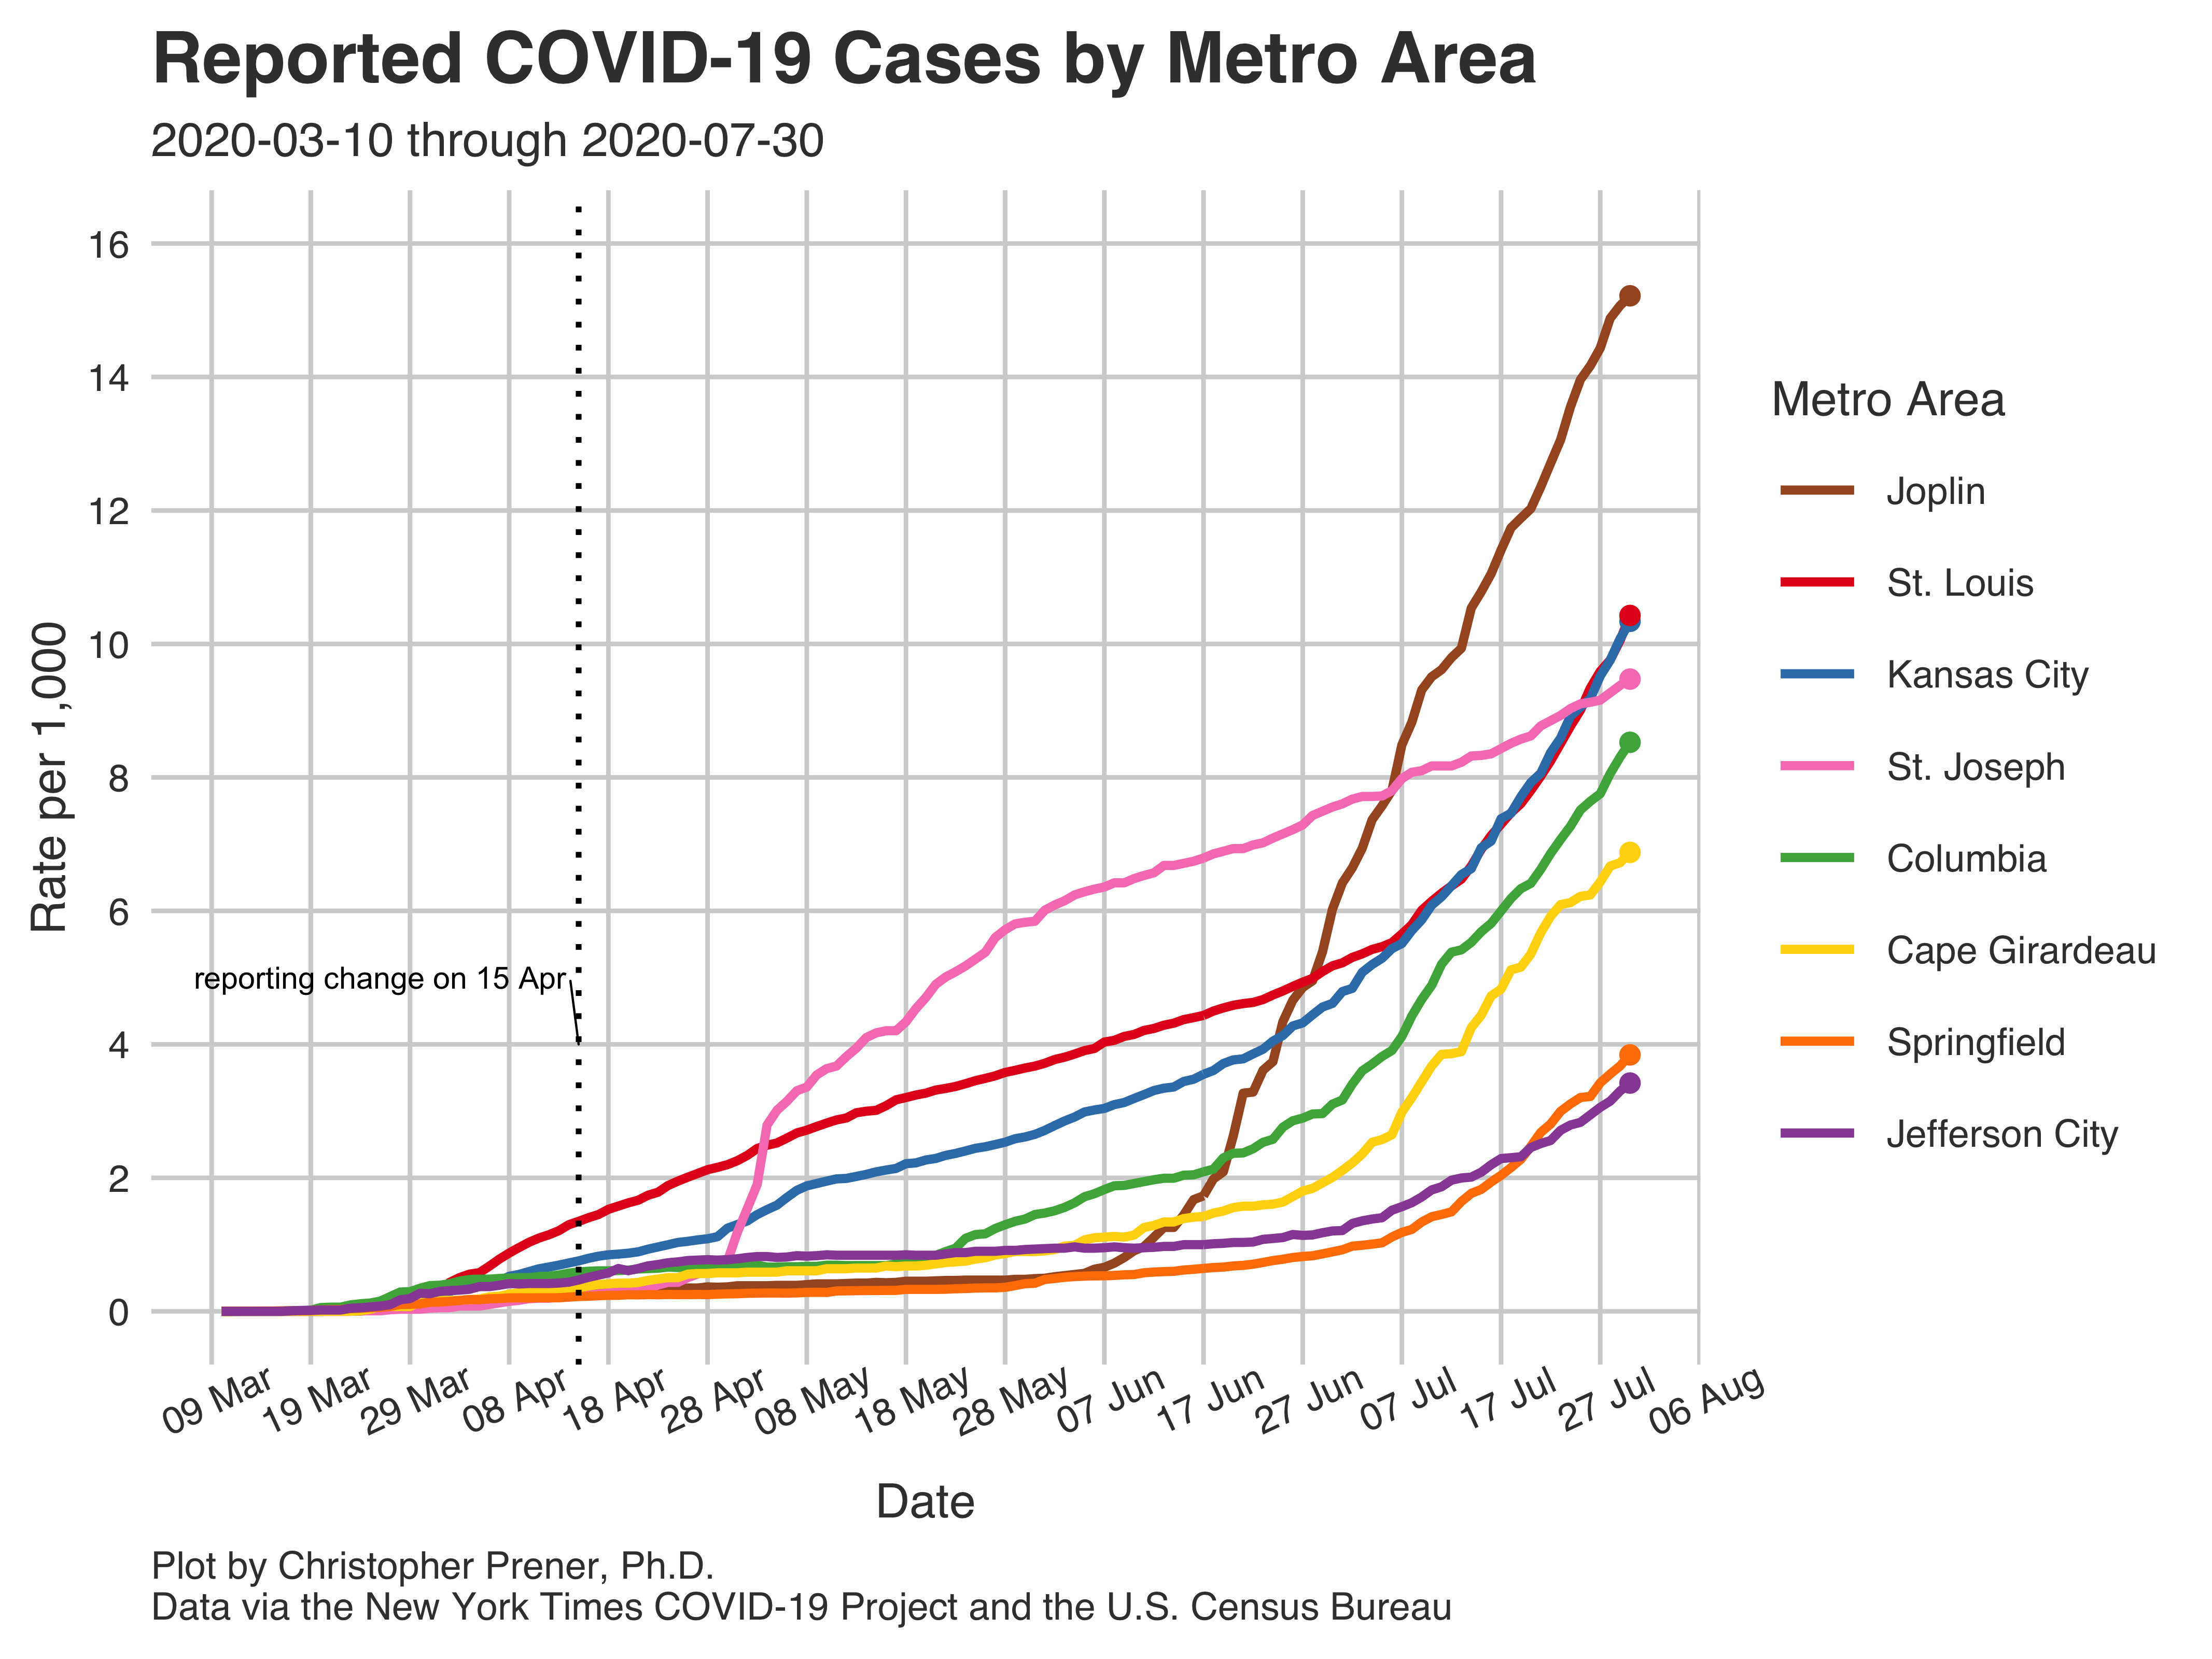 Reported COVID-19 Cases by Metro Area
2020-03-10 through 2020-07-30
16
14
12
10
8
6
4
2
0
Rate per 1,000
reporting change on 15 Apr
09 Mar
19 Mar
29 Mar
08 Apr
18 Apr
28 Apr
08 May
18 May
28 May
07 Jun
17 Jun
27 Jun
07 Jul
17 Jul
27 Jul
06 Aug
Date
Metro Area
Joplin
St. Louis
Kansas City
St. Joseph
Columbia
Cape Girardeau
Springfield
Jefferson City
Plot by Christopher Prener, Ph.D.
Data via the New York Times COVID-19 Project and the U.S. Census Bureau